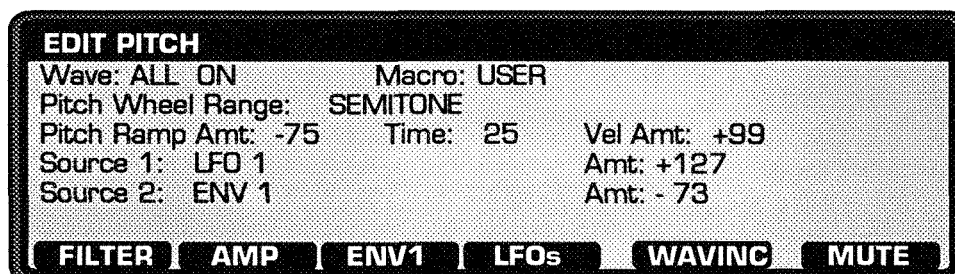 EDIT PITCH
Wave: ALL ON Macro: USER
Pitch Wheel Range: SEMITONE
Pitch Ramp Amt: -75 Time: 25 Vel Amt: +99
Source 1: LFO 1 Amt: +127
Source 2: ENV 1 Amt: - 73
FILTER AMP ENV1 LFOs WAVINC MUTE